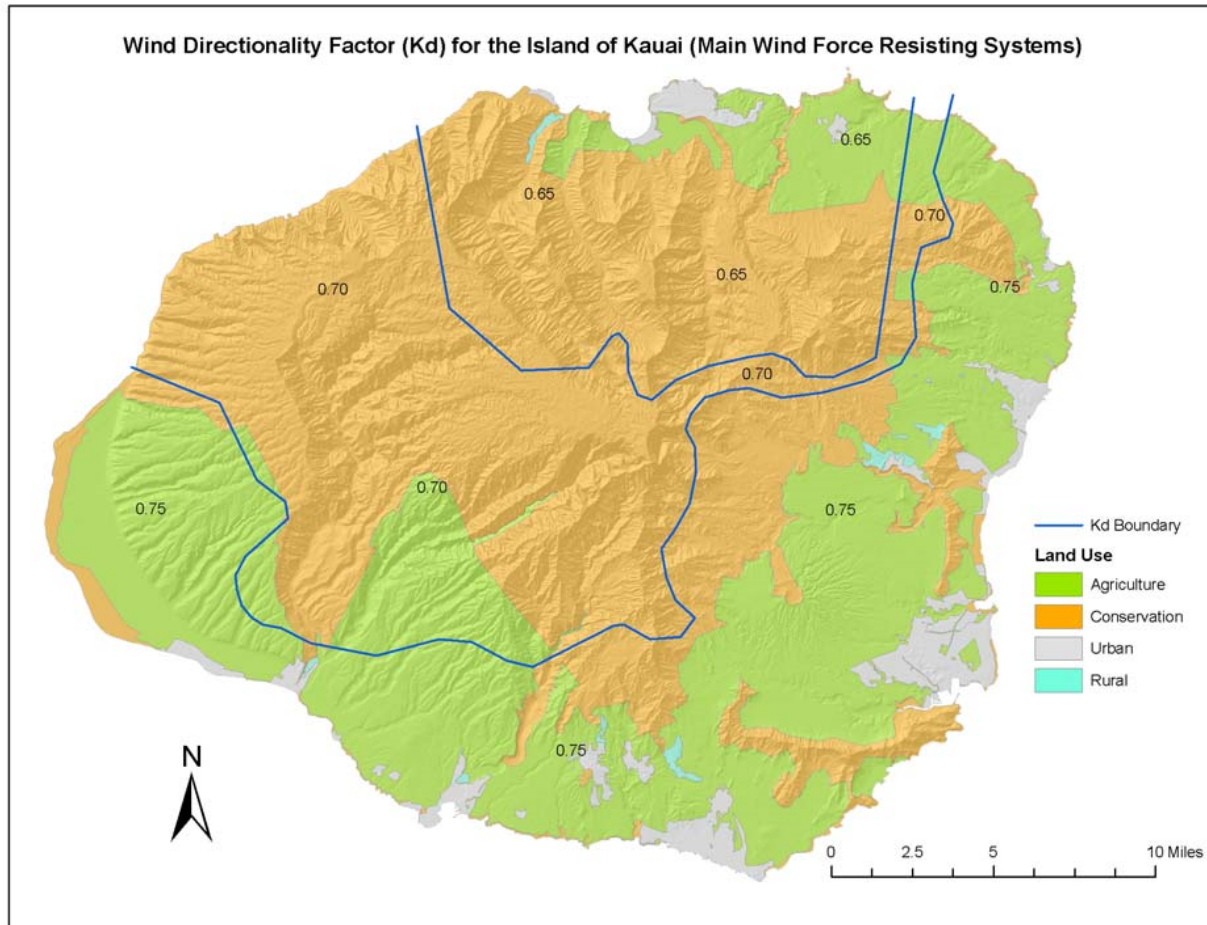 Wind Directionality Factor (Kd) for the Island of Kauai (Main Wind Force Resisting Systems)
0.65
0.65
0.70
0.65
0.70
0.75
0.70
0.70
0.75
0.75
0.75
Kd Boundary
Land Use
Agriculture
Conservation
Urban
Rural
N
0 2.5 5 10 Miles